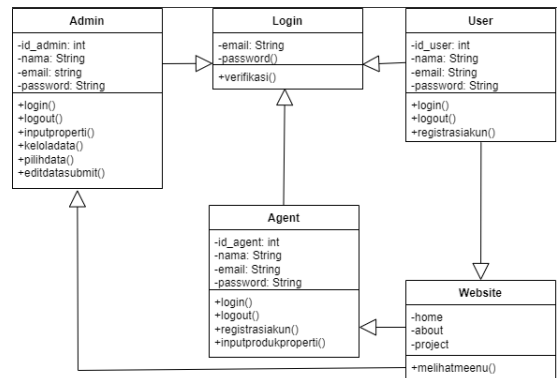 Admin
-id_admin: int
-nama: String
-email: string
-password: String
+login()
+logout()
+inputproperti()
+keloladata()
+pilihdata()
+editdatasubmit()
Login
-email: String
-password()
+verifikasi()
User
-id_user: int
-nama: String
-email: String
-password: String
+login()
+logout()
+registrasiakun()
Agent
-id_agent: int
-nama: String
-email: String
-password: String
+login()
+logout()
+registrasiakun()
+inputprodukproperti()
Website
-home
-about
-project
+melihatmeenu()